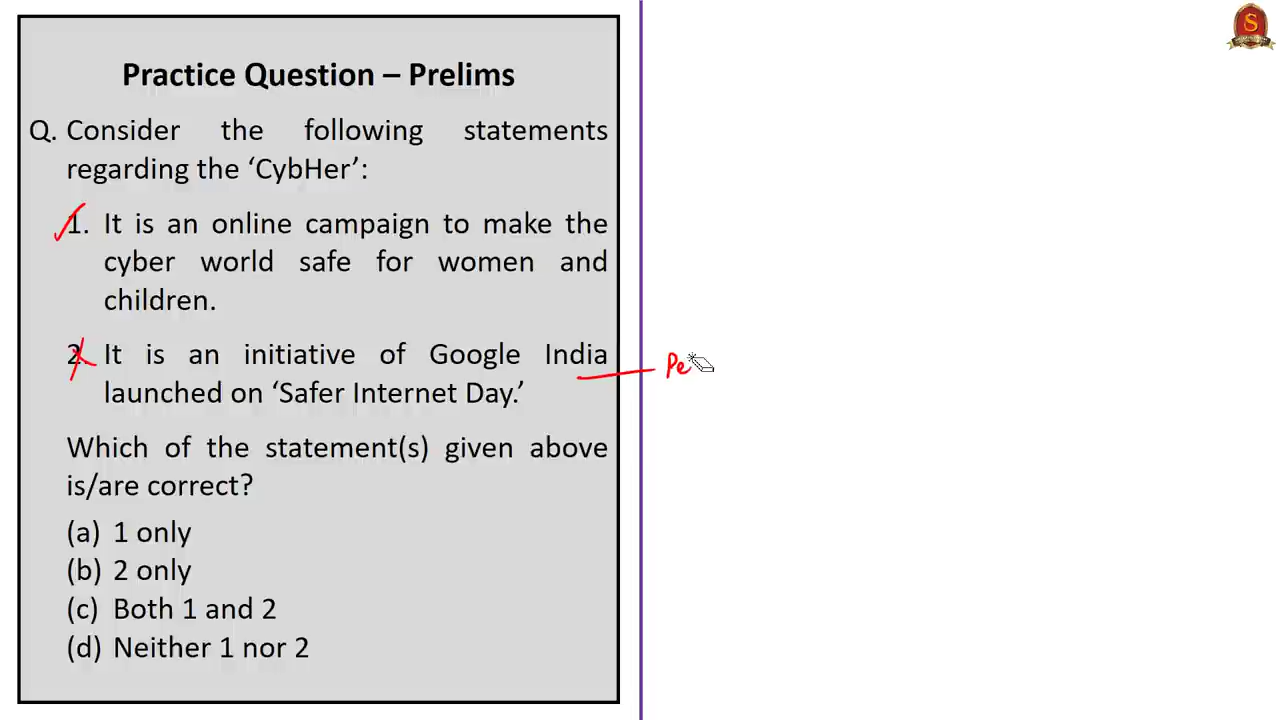 Practice Question – Prelims
Q. Consider the following statements
regarding the ‘CybHer’:
1. It is an online campaign to make the
cyber world safe for women and
children.
2. It is an initiative of Google India
launched on ‘Safer Internet Day.’
Pe
Which of the statement(s) given above
is/are correct?
(a) 1 only
(b) 2 only
(c) Both 1 and 2
(d) Neither 1 nor 2
S